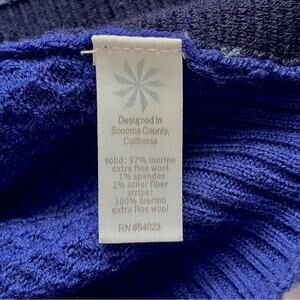 Designed in
Sonoma County,
California
solid: 97% merino
extra fine wool
1% spandex
2% other fiber
stripe:
100% merino
extra fine wool
RN #54023